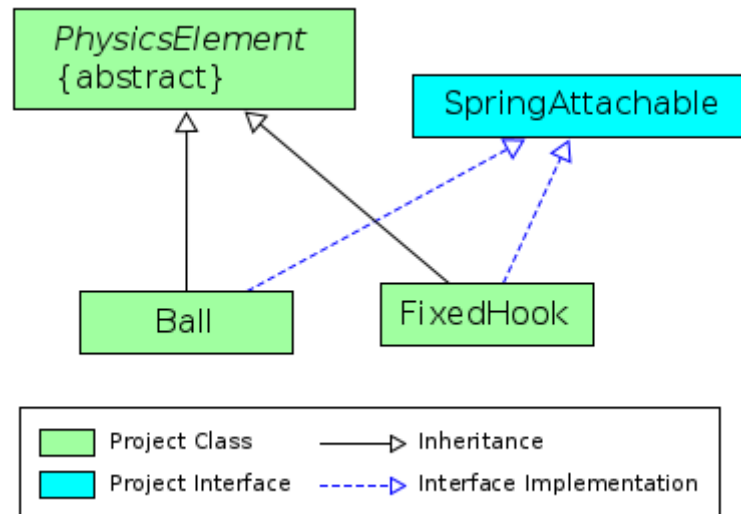 PhysicsElement
{abstract}
SpringAttachable
Ball
FixedHook
Project Class
Inheritance
Project Interface
Interface Implementation